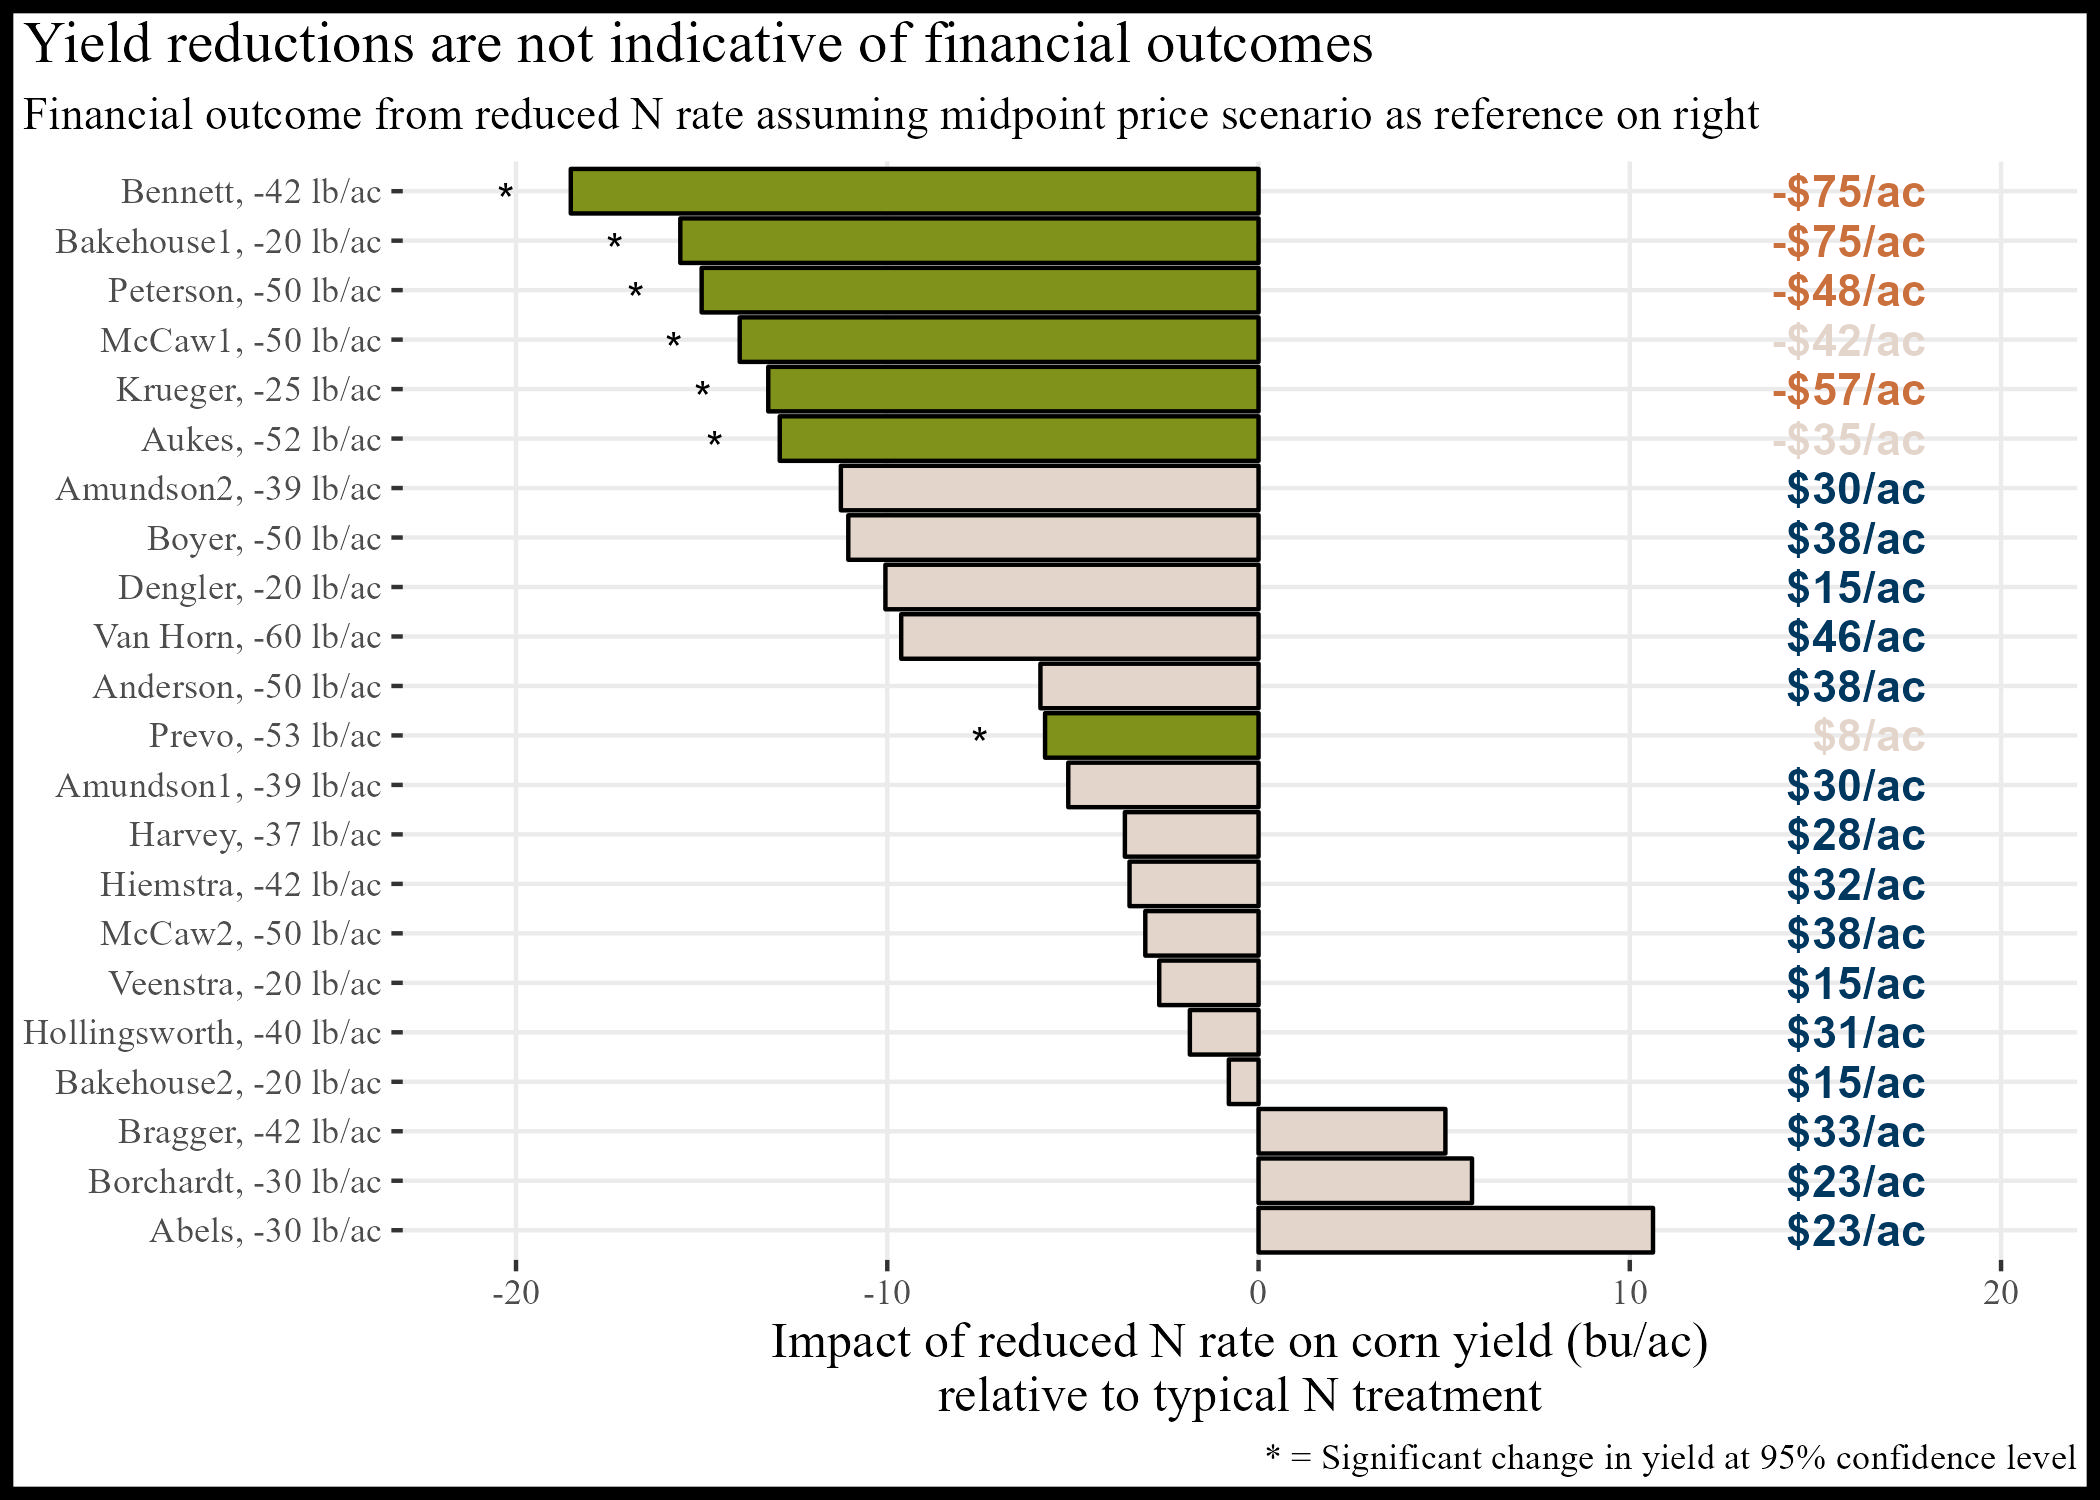 Yield reductions are not indicative of financial outcomes
Financial outcome from reduced N rate assuming midpoint price scenario as reference on right
Bennett, -42 lb/ac * -$75/ac
Bakehouse1, -20 lb/ac * -$75/ac
Peterson, -50 lb/ac * -$48/ac
McCaw1, -50 lb/ac * -$42/ac
Krueger, -25 lb/ac * -$57/ac
Aukes, -52 lb/ac * -$35/ac
Amundson2, -39 lb/ac $30/ac
Boyer, -50 lb/ac $38/ac
Dengler, -20 lb/ac $15/ac
Van Horn, -60 lb/ac $46/ac
Anderson, -50 lb/ac $38/ac
Prevo, -53 lb/ac * $8/ac
Amundson1, -39 lb/ac $30/ac
Harvey, -37 lb/ac $28/ac
Hiemstra, -42 lb/ac $32/ac
McCaw2, -50 lb/ac $38/ac
Veenstra, -20 lb/ac $15/ac
Hollingsworth, -40 lb/ac $31/ac
Bakehouse2, -20 lb/ac $15/ac
Bragger, -42 lb/ac $33/ac
Borchardt, -30 lb/ac $23/ac
Abels, -30 lb/ac $23/ac
-20 -10 0 10 20
Impact of reduced N rate on corn yield (bu/ac)
relative to typical N treatment
* = Significant change in yield at 95% confidence level